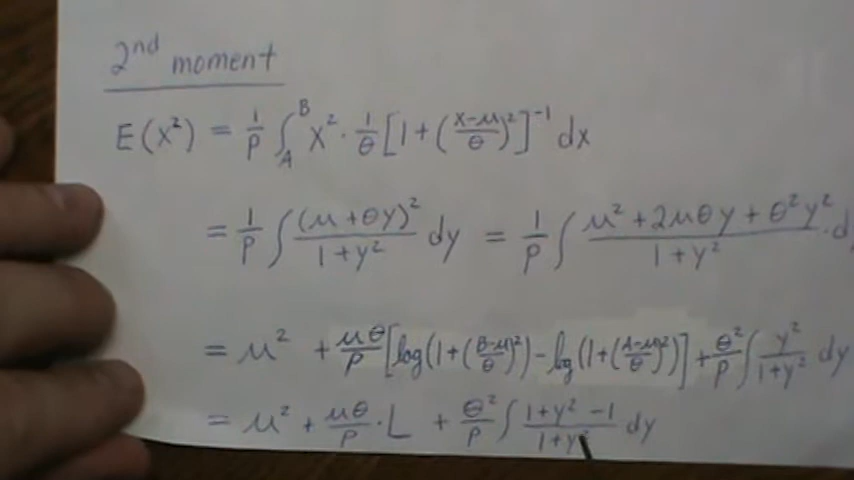 2nd moment
E(X²) = 1/P ∫_A^B X² · 1/θ [1 + ((X-μ)/θ)²]⁻¹ dx
= 1/P ∫ (μ + θy)²/(1 + y²) dy = 1/P ∫ (μ² + 2μθy + θ²y²)/(1 + y²) · d
= μ² + μθ/P [log(1 + ((B-μ)/θ)²) - log(1 + ((A-μ)/θ)²)] + θ²/P ∫ y²/(1 + y²) dy
= μ² + μθ/P · L + θ²/P ∫ (1 + y² - 1)/(1 + y²) dy